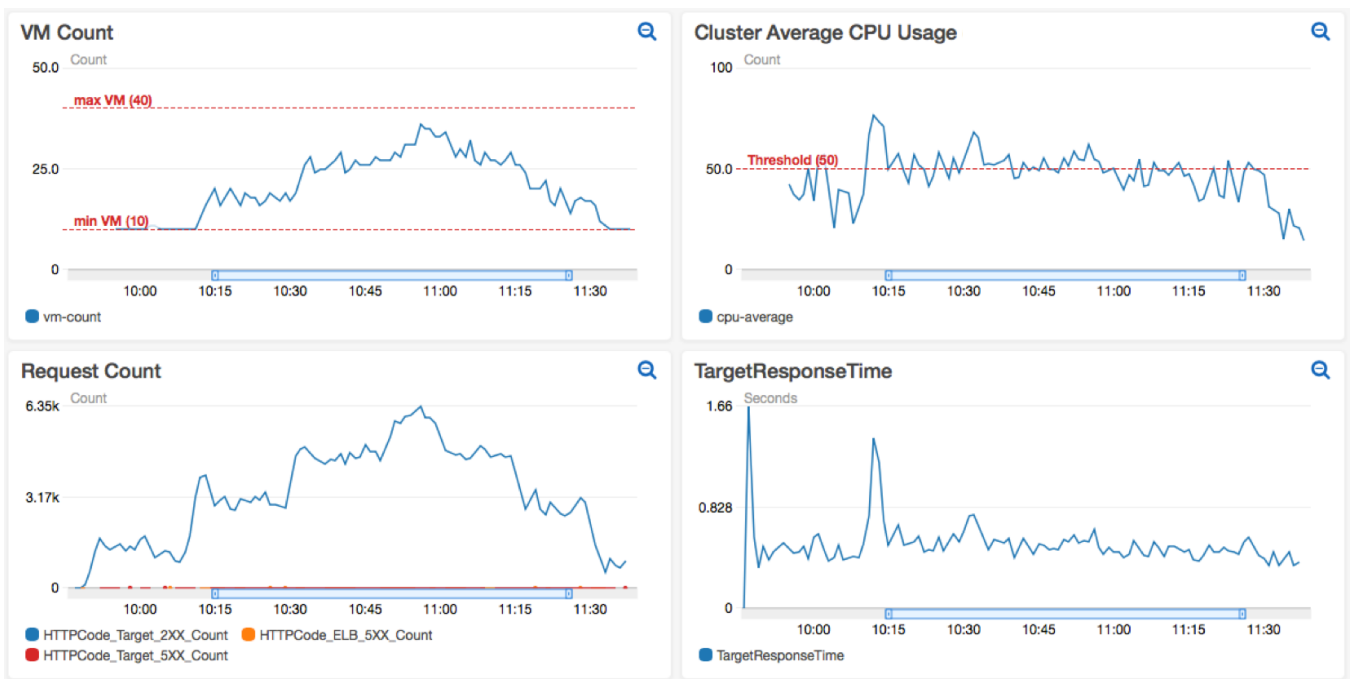 VM Count
Count
50.0
max VM (40)
25.0
min VM (10)
0
10:00 10:15 10:30 10:45 11:00 11:15 11:30
vm-count
Cluster Average CPU Usage
Count
100
Threshold (50)
50.0
0
10:00 10:15 10:30 10:45 11:00 11:15 11:30
cpu-average
Request Count
Count
6.35k
3.17k
0
10:00 10:15 10:30 10:45 11:00 11:15 11:30
HTTPCode_Target_2XX_Count HTTPCode_ELB_5XX_Count
HTTPCode_Target_5XX_Count
TargetResponseTime
Seconds
1.66
0.828
0
10:00 10:15 10:30 10:45 11:00 11:15 11:30
TargetResponseTime